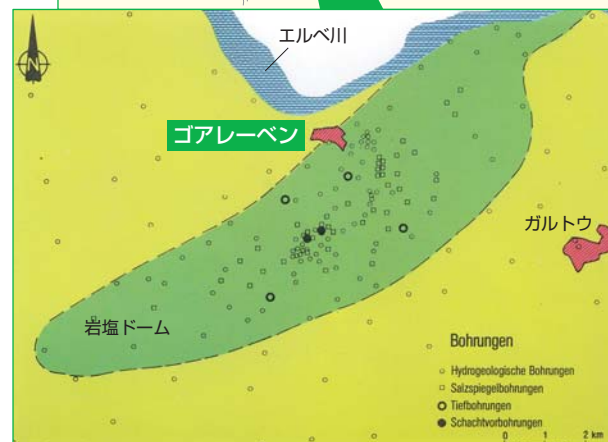 エルベ川
N
ゴアレーベン
ガルトウ
岩塩ドーム
Bohrungen
Hydrogeologische Bohrungen
Salzspiegelbohrungen
Tiefbohrungen
Schachtvorbohrungen
0 1 2 km